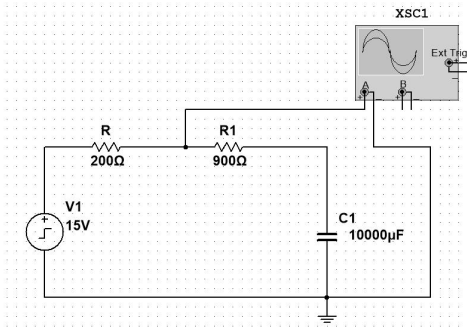 XSC1
Ext Trig
+
–
A
B
+ –
+ –
R
200Ω
R1
900Ω
V1
15V
+
C1
10000µF